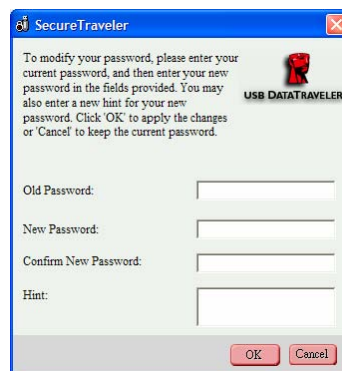 SecureTraveler
To modify your password, please enter your
current password, and then enter your new
password in the fields provided. You may
also enter a new hint for your new
password. Click 'OK' to apply the changes
or 'Cancel' to keep the current password.
USB DATATRAVELER
Old Password:
New Password:
Confirm New Password:
Hint:
OK
Cancel